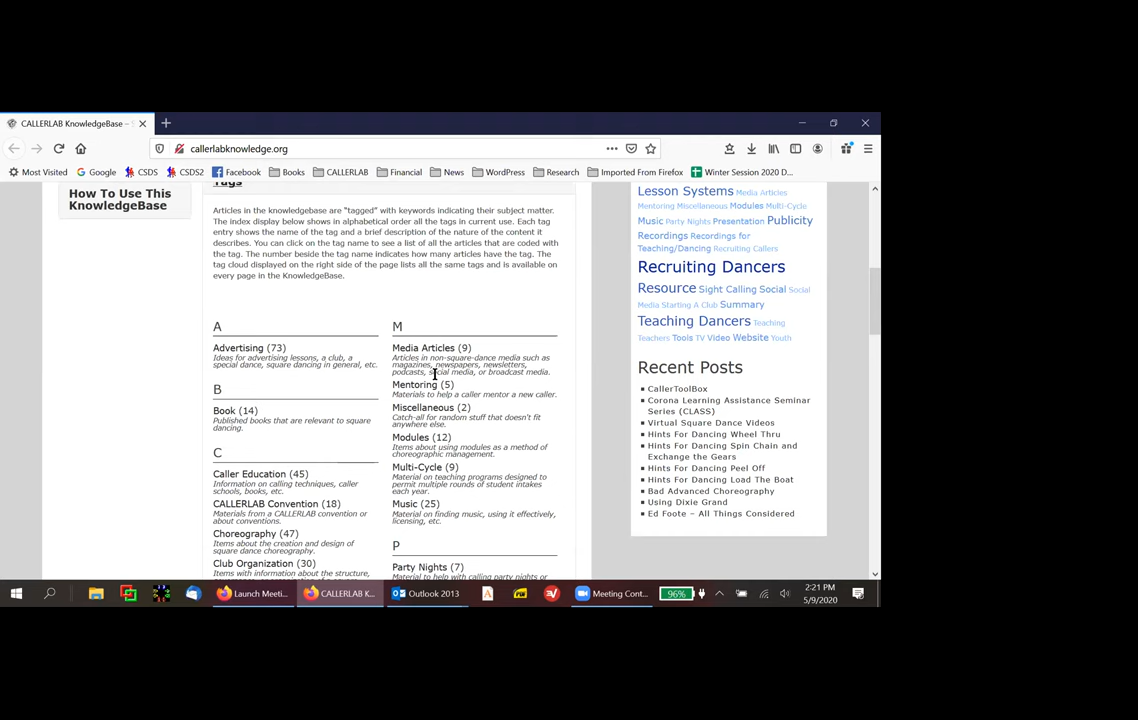 CALLERLAB KnowledgeBase –
callerlabknowledge.org
Most Visited Google CSDS CSDS2 Facebook Books CALLERLAB Financial News WordPress Research Imported From Firefox Winter Session 2020 D...
How To Use This
KnowledgeBase
Tags
Articles in the knowledgebase are "tagged" with keywords indicating their subject matter.
The index display below shows in alphabetical order all the tags in current use. Each tag
entry shows the name of the tag and a brief description of the nature of the content it
describes. You can click on the tag name to see a list of all the articles that are coded with
the tag. The number beside the tag name indicates how many articles have the tag. The
tag cloud displayed on the right side of the page lists all the same tags and is available on
every page in the KnowledgeBase.
A
Advertising (73)
Ideas for advertising lessons, a club, a
special dance, square dancing in general, etc.
B
Book (14)
Published books that are relevant to square
dancing.
C
Caller Education (45)
Information on calling techniques, caller
schools, books, etc.
CALLERLAB Convention (18)
Materials from a CALLERLAB convention or
about conventions.
Choreography (47)
Items about the creation and design of
square dance choreography.
Club Organization (30)
Items with information about the structure,
M
Media Articles (9)
Articles in non-square-dance media such as
magazines, newspapers, newsletters,
podcasts, social media, or broadcast media.
Mentoring (5)
Materials to help a caller mentor a new caller.
Miscellaneous (2)
Catch-all for random stuff that doesn't fit
anywhere else.
Modules (12)
Items about using modules as a method of
choreographic management.
Multi-Cycle (9)
Material on teaching programs designed to
permit multiple rounds of student intakes
each year.
Music (25)
Material on finding music, using it effectively,
licensing, etc.
P
Party Nights (7)
Material to help with calling party nights or
Lesson Systems Media Articles
Mentoring Miscellaneous Modules Multi-Cycle
Music Party Nights Presentation Publicity
Recordings Recordings for
Teaching/Dancing Recruiting Callers
Recruiting Dancers
Resource Sight Calling Social Social
Media Starting A Club Summary
Teaching Dancers Teaching
Teachers Tools TV Video Website Youth
Recent Posts
CallerToolBox
Corona Learning Assistance Seminar
Series (CLASS)
Virtual Square Dance Videos
Hints For Dancing Wheel Thru
Hints For Dancing Spin Chain and
Exchange the Gears
Hints For Dancing Peel Off
Hints For Dancing Load The Boat
Bad Advanced Choreography
Using Dixie Grand
Ed Foote – All Things Considered
Launch Meeti... CALLERLAB K... Outlook 2013 Meeting Cont... 96% 2:21 PM
5/9/2020